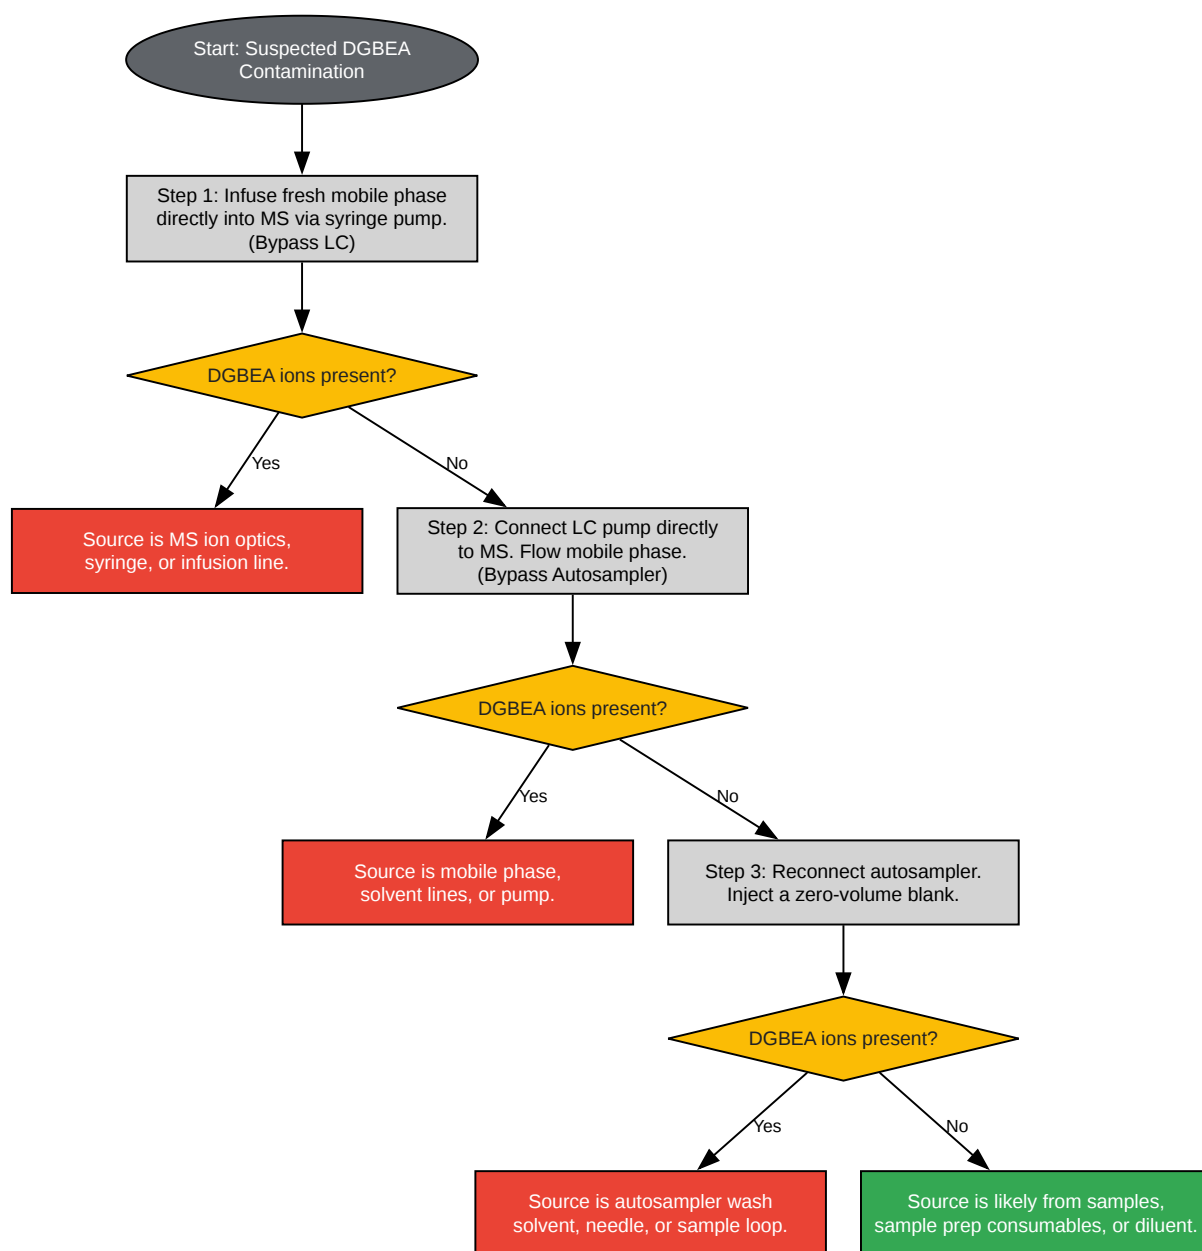 Start: Suspected DGBEA
Contamination
Step 1: Infuse fresh mobile phase
directly into MS via syringe pump.
(Bypass LC)
DGBEA ions present?
Yes
No
Source is MS ion optics,
syringe, or infusion line.
Step 2: Connect LC pump directly
to MS. Flow mobile phase.
(Bypass Autosampler)
DGBEA ions present?
Yes
No
Source is mobile phase,
solvent lines, or pump.
Step 3: Reconnect autosampler.
Inject a zero-volume blank.
DGBEA ions present?
Yes
No
Source is autosampler wash
solvent, needle, or sample loop.
Source is likely from samples,
sample prep consumables, or diluent.